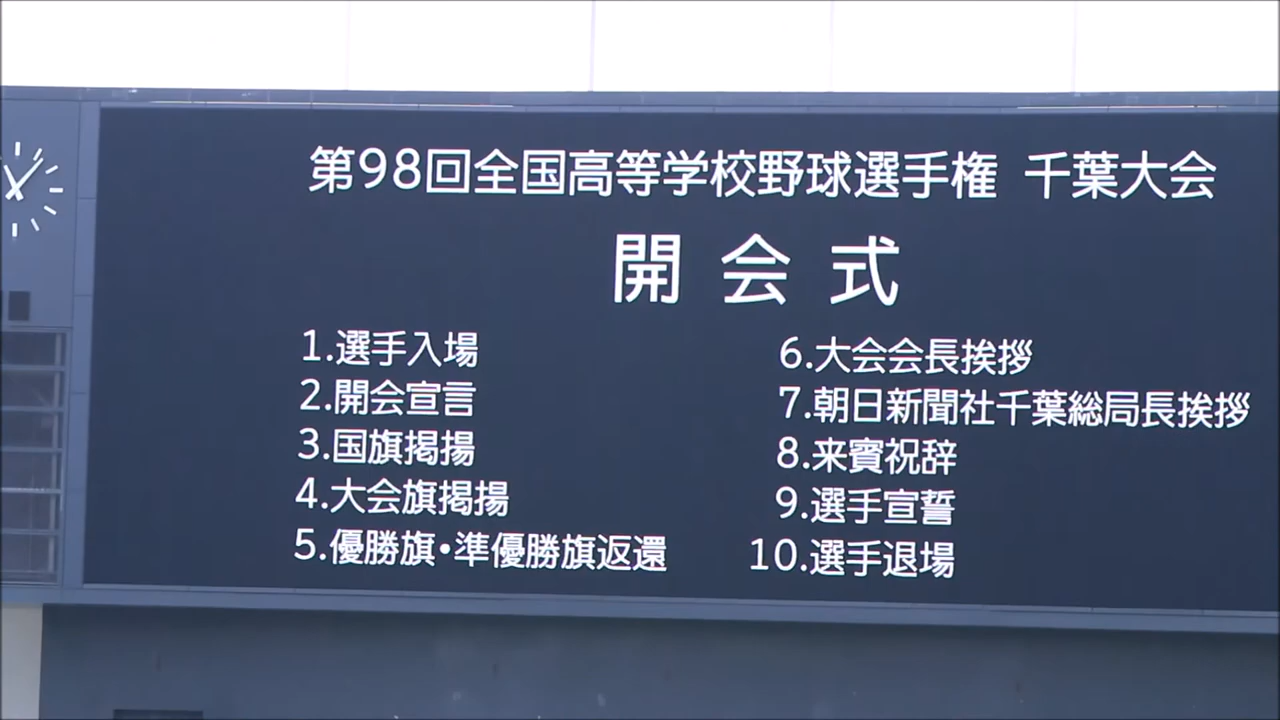 第98回全国高等学校野球選手権 千葉大会
開会式
1.選手入場
2.開会宣言
3.国旗掲揚
4.大会旗掲揚
5.優勝旗・準優勝旗返還
6.大会会長挨拶
7.朝日新聞社千葉総局長挨拶
8.来賓祝辞
9.選手宣誓
10.選手退場